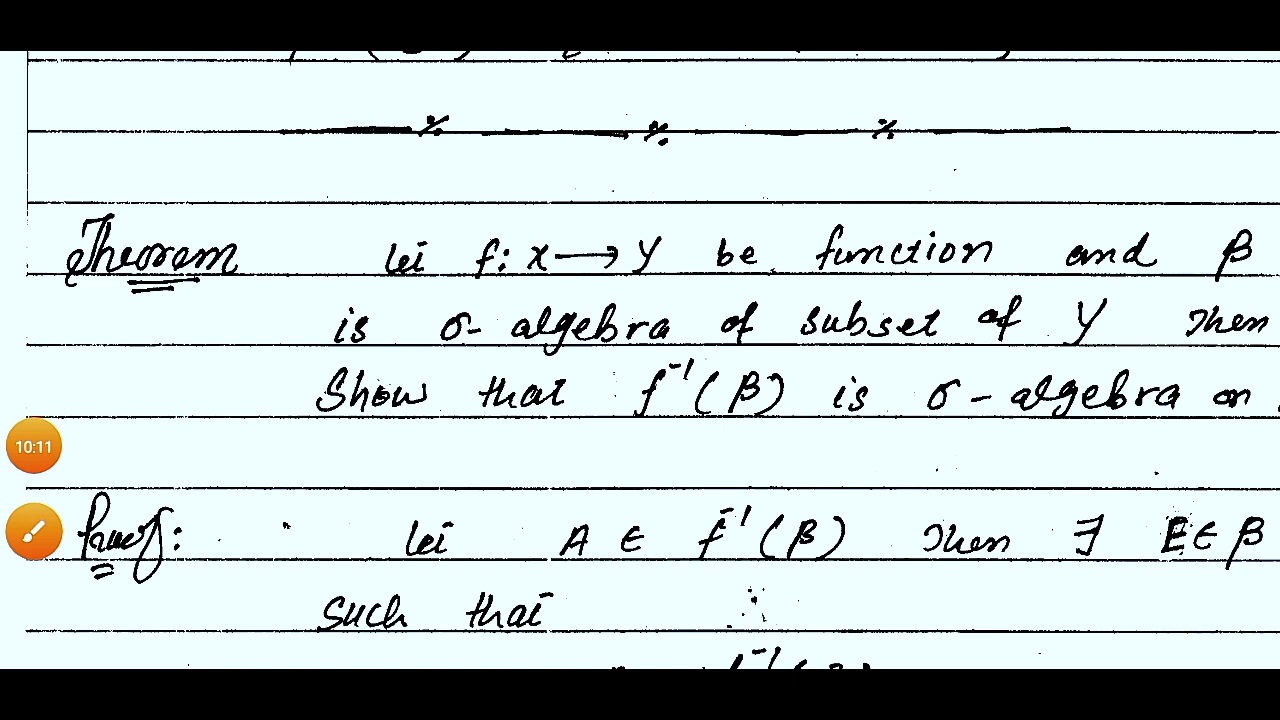 Theorem Let f: X → Y be function and β
is σ- algebra of subset of Y Then
Show that f⁻¹(β) is σ- algebra on
10:11
Proof: Let A ∈ f⁻¹(β) Then ∃ E ∈ β
such that